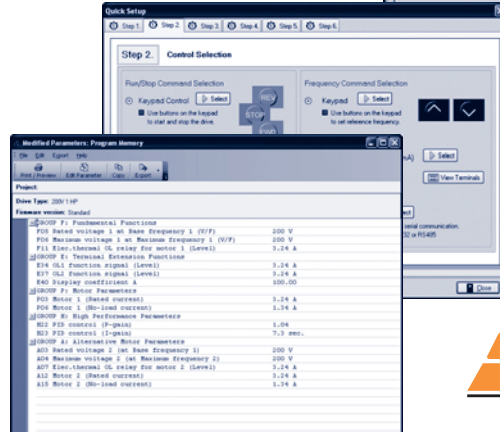 Quick Setup
Step 1. Step 2. Step 3. Step 4. Step 5. Step 6.
Step 2. Control Selection
Run/Stop Command Selection
Frequency Command Selection
Keypad Control Select
Keypad Select
REV
STOP
FWD
Use buttons on the keypad
to start and stop the drive.
Use buttons on the keypad
to set reference frequency.
mA) Select
View Terminals
serial communication.
or RS485
Close
Modified Parameters: Program Memory
File Edit Export Help
Print / Preview Edit Parameter Copy Export
Project:
Drive Type: 200V 1 HP
Firmware version: Standard
GROUP F: Fundamental Functions
F05 Rated voltage 1 at Base frequency 1 (V/F) 200 V
F06 Maximum voltage 1 at Maximum frequency 1 (V/F) 200 V
F11 Elec.thermal OL relay for motor 1 (Level) 3.24 A
GROUP E: Terminal Extension Functions
E34 OL1 function signal (Level) 3.24 A
E37 OL2 function signal (Level) 3.24 A
E40 Display coefficient A 100.00
GROUP P: Motor Parameters
P03 Motor 1 (Rated current) 3.24 A
P06 Motor 1 (No-load current) 1.34 A
GROUP H: High Performance Parameters
H22 PID control (P-gain) 1.04
H23 PID control (I-gain) 7.3 sec.
GROUP A: Alternative Motor Parameters
A03 Rated voltage 2 (at Base frequency 2) 200 V
A04 Maximum voltage 2 (at Maximum frequency 2) 200 V
A07 Elec.thermal OL relay for motor 2 (Level) 3.24 A
A12 Motor 2 (Rated current) 3.24 A
A15 Motor 2 (No-load current) 1.34 A